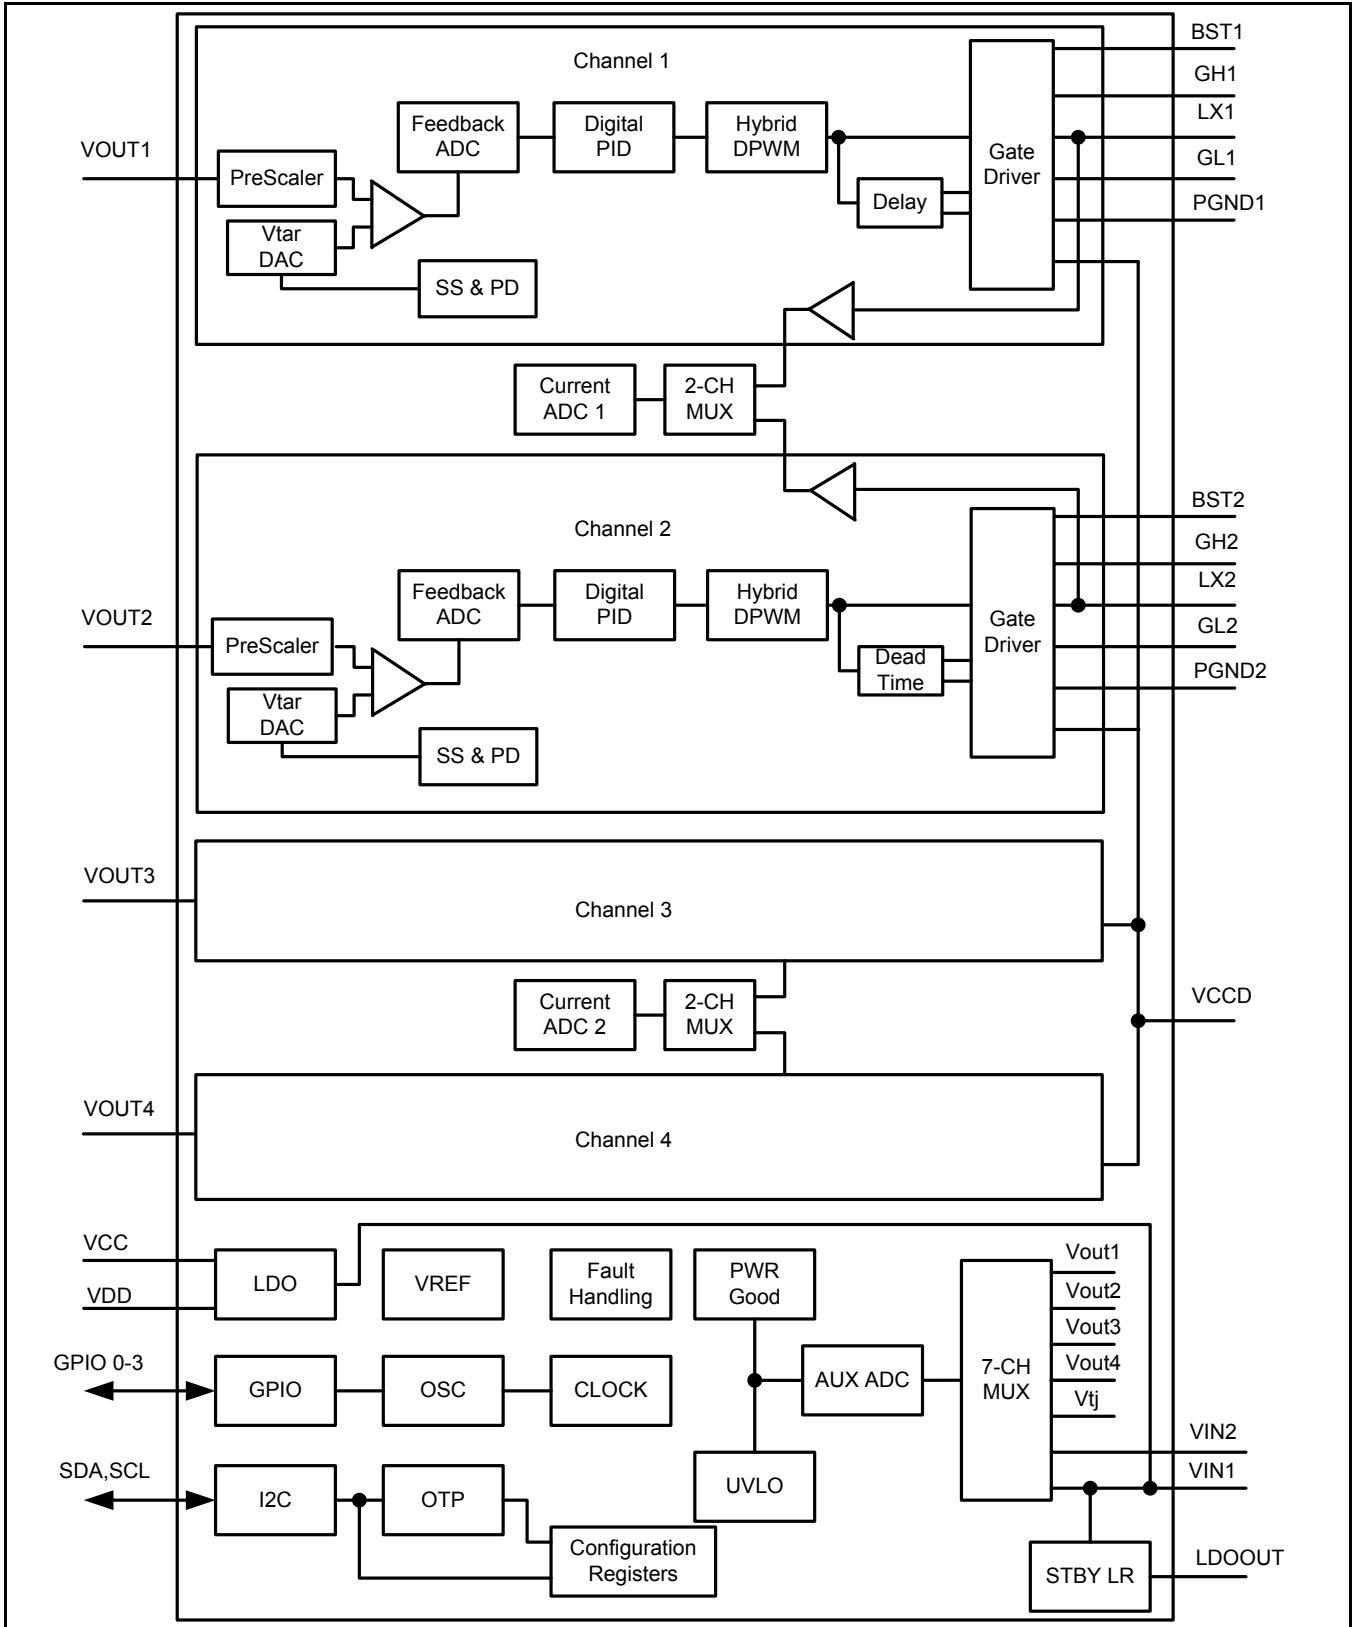 BST1
Channel 1
GH1
LX1
Feedback
ADC
Digital
PID
Hybrid
DPWM
VOUT1
Gate
Driver
GL1
PreScaler
Delay
PGND1
Vtar
DAC
SS & PD
Current
ADC 1
2-CH
MUX
BST2
Channel 2
GH2
LX2
Feedback
ADC
Digital
PID
Hybrid
DPWM
VOUT2
Gate
Driver
GL2
PreScaler
Dead
Time
PGND2
Vtar
DAC
SS & PD
VOUT3
Channel 3
Current
ADC 2
2-CH
MUX
VCCD
VOUT4
Channel 4
VCC
VDD
LDO
VREF
Fault
Handling
PWR
Good
Vout1
Vout2
Vout3
Vout4
Vtj
GPIO 0-3
GPIO
OSC
CLOCK
AUX ADC
7-CH
MUX
VIN2
VIN1
SDA,SCL
I2C
OTP
UVLO
Configuration
Registers
STBY LR
LDOOUT